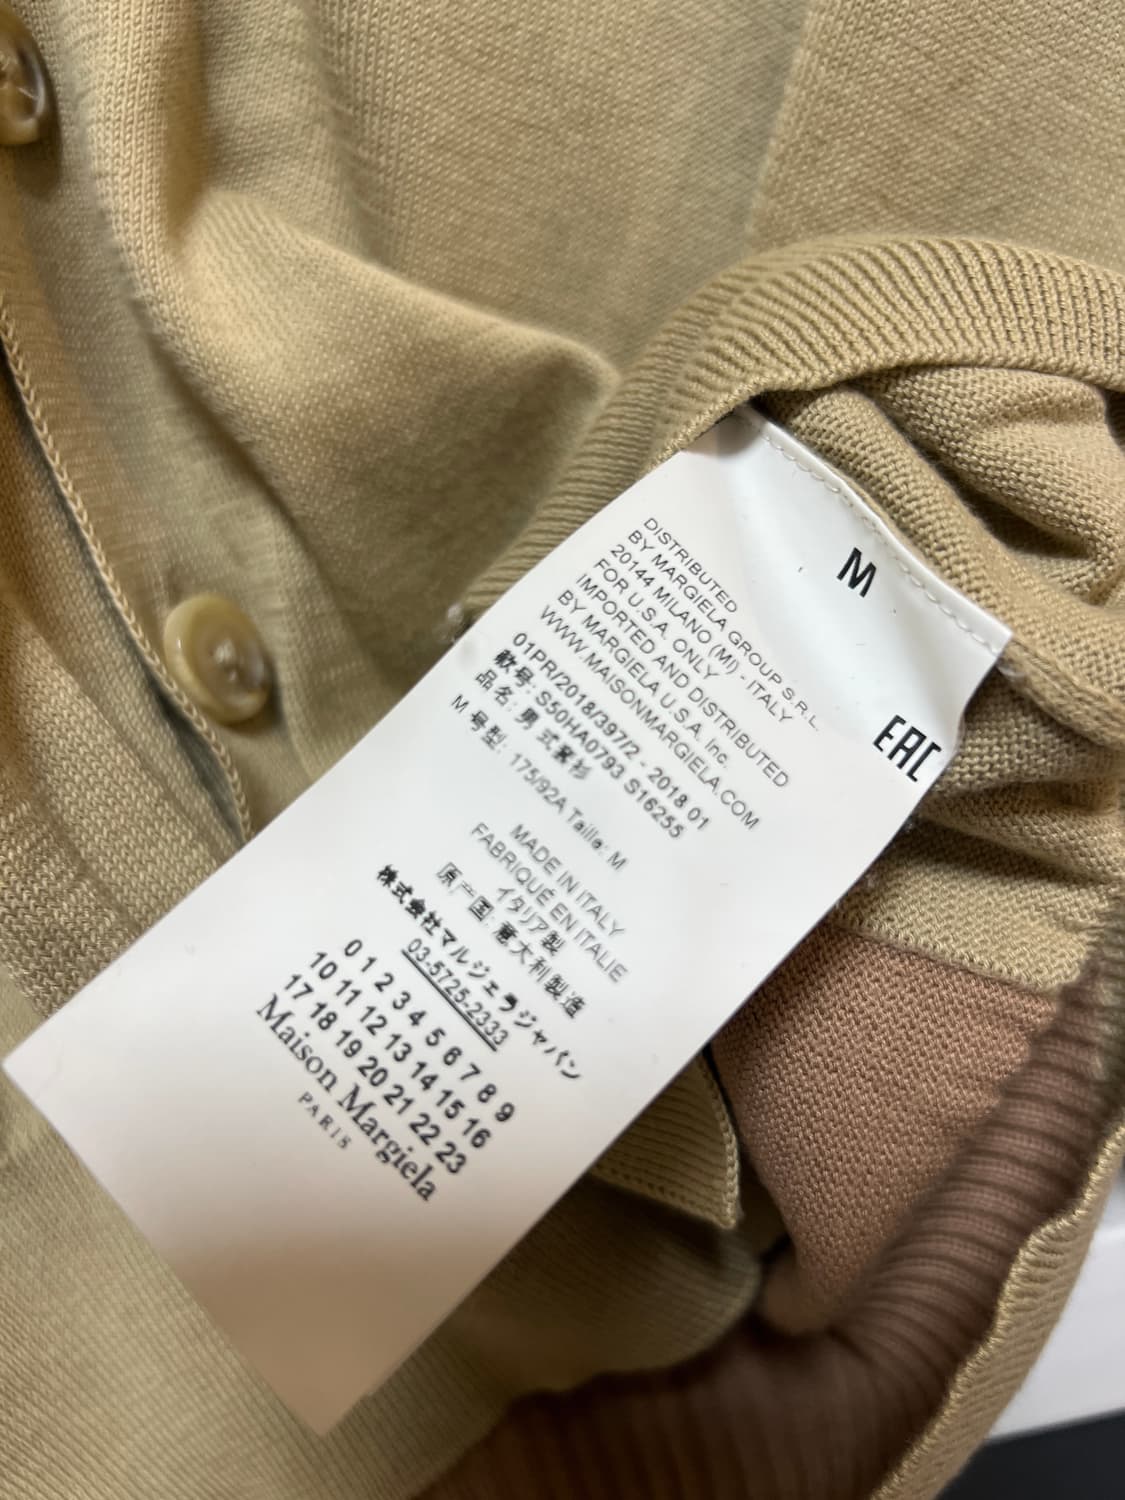 M
EAC
DISTRIBUTED
BY MARGIELA GROUP S.R.L.
20144 MILANO (MI) - ITALY
FOR U.S.A. ONLY
IMPORTED AND DISTRIBUTED
BY MARGIELA U.S.A. Inc.
WWW.MAISONMARGIELA.COM
01PR/2018/397/2 - 2018 01
款号: S50HA0793 S16255
品名: 男式套衫
M 号型: 175/92A Taille: M
MADE IN ITALY
FABRIQUÉ EN ITALIE
イタリア製
原产国: 意大利製造
株式会社マルジェラジャパン
03-5725-2333
0 1 2 3 4 5 6 7 8 9
10 11 12 13 14 15 16
17 18 19 20 21 22 23
Maison Margiela
PARIS